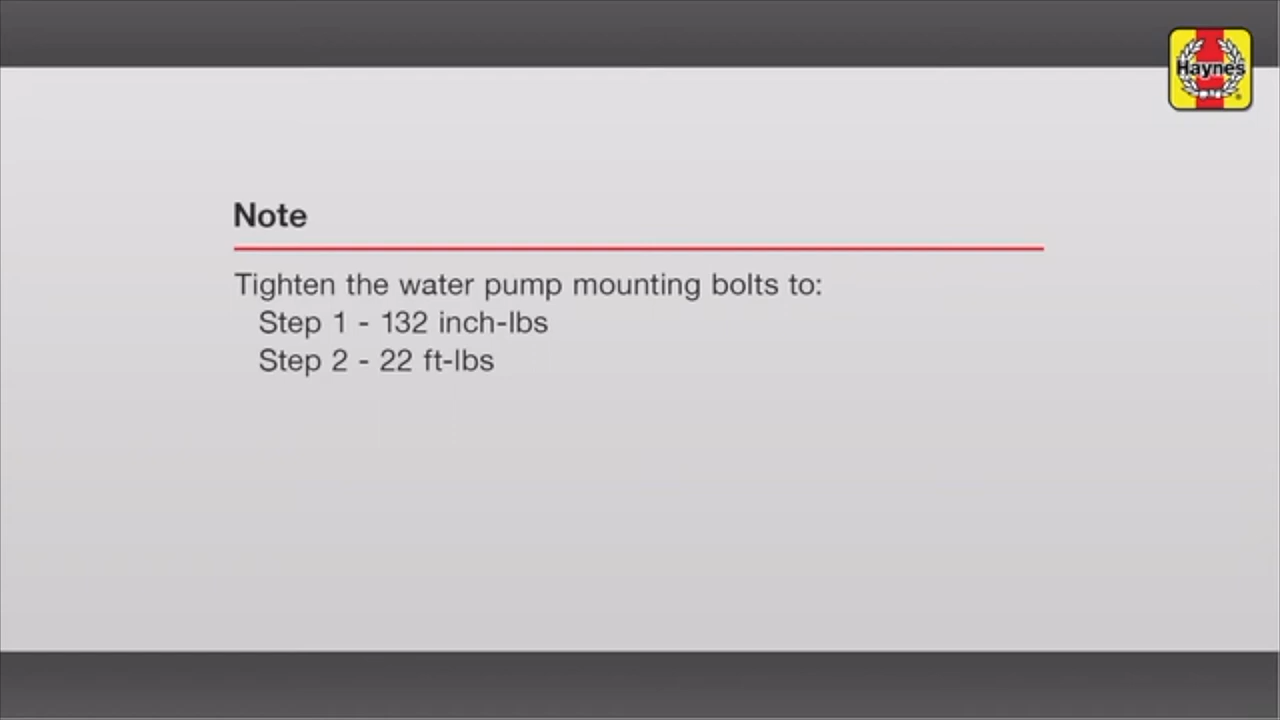 Haynes
Note
Tighten the water pump mounting bolts to:
Step 1 - 132 inch-lbs
Step 2 - 22 ft-lbs